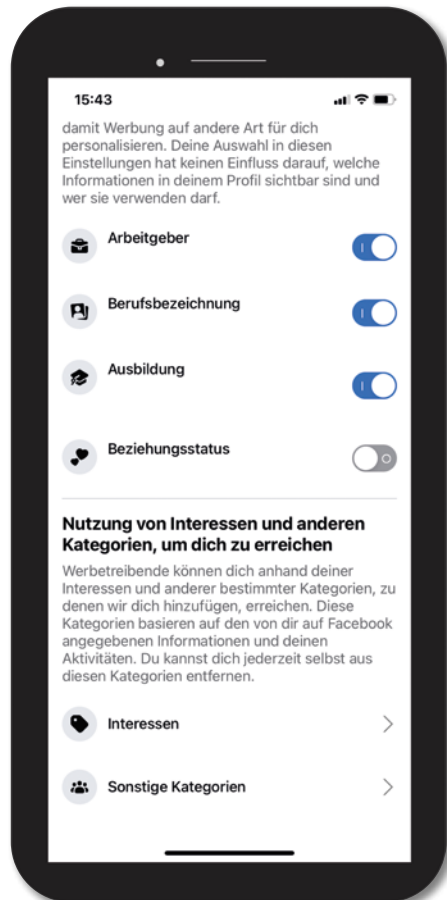 15:43
damit Werbung auf andere Art für dich
personalisieren. Deine Auswahl in diesen
Einstellungen hat keinen Einfluss darauf, welche
Informationen in deinem Profil sichtbar sind und
wer sie verwenden darf.
Arbeitgeber
Berufsbezeichnung
Ausbildung
Beziehungsstatus
Nutzung von Interessen und anderen
Kategorien, um dich zu erreichen
Werbetreibende können dich anhand deiner
Interessen und anderer bestimmter Kategorien, zu
denen wir dich hinzufügen, erreichen. Diese
Kategorien basieren auf den von dir auf Facebook
angegebenen Informationen und deinen
Aktivitäten. Du kannst dich jederzeit selbst aus
diesen Kategorien entfernen.
Interessen
Sonstige Kategorien